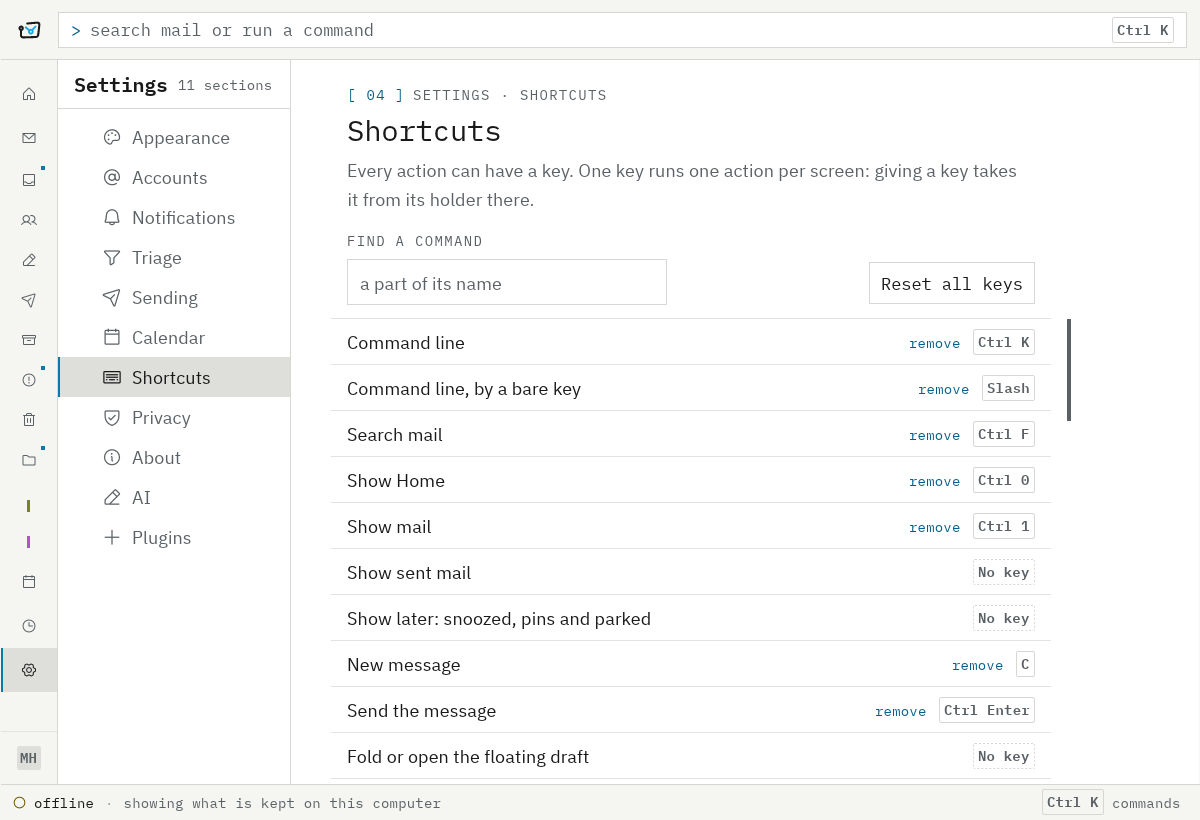 > search mail or run a command Ctrl K
Settings 11 sections
Appearance
Accounts
Notifications
Triage
Sending
Calendar
Shortcuts
Privacy
About
AI
Plugins
MH
[ 04 ] SETTINGS · SHORTCUTS
Shortcuts
Every action can have a key. One key runs one action per screen: giving a key takes
it from its holder there.
FIND A COMMAND
a part of its name
Reset all keys
Command line remove Ctrl K
Command line, by a bare key remove Slash
Search mail remove Ctrl F
Show Home remove Ctrl 0
Show mail remove Ctrl 1
Show sent mail No key
Show later: snoozed, pins and parked No key
New message remove C
Send the message remove Ctrl Enter
Fold or open the floating draft No key
offline · showing what is kept on this computer
Ctrl K commands